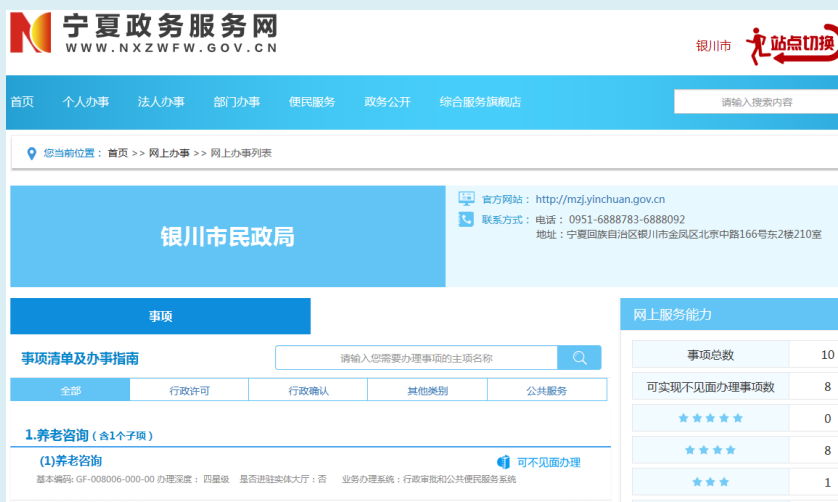 宁夏政务服务网
WWW.NXZWFW.GOV.CN
银川市 站点切换
首页 个人办事 法人办事 部门办事 便民服务 政务公开 综合服务旗舰店 请输入搜索内容
您当前位置： 首页 >> 网上办事 >> 网上办事列表
银川市民政局
官方网站： http://mzj.yinchuan.gov.cn
联系方式： 电话： 0951-6888783-6888092
地址：宁夏回族自治区银川市金凤区北京中路166号东2楼210室
事项
事项清单及办事指南 请输入您需要办理事项的主项名称
全部 行政许可 行政确认 其他类别 公共服务
1.养老咨询（含1个子项）
(1)养老咨询 可不见面办理
基本编码: GF-008006-000-00 办理深度： 四星级 是否进驻实体大厅：否 业务办理系统：行政审批和公共便民服务系统
网上服务能力
事项总数 10
可实现不见面办理事项数 8
★★★★★ 0
★★★★ 8
★★★ 1